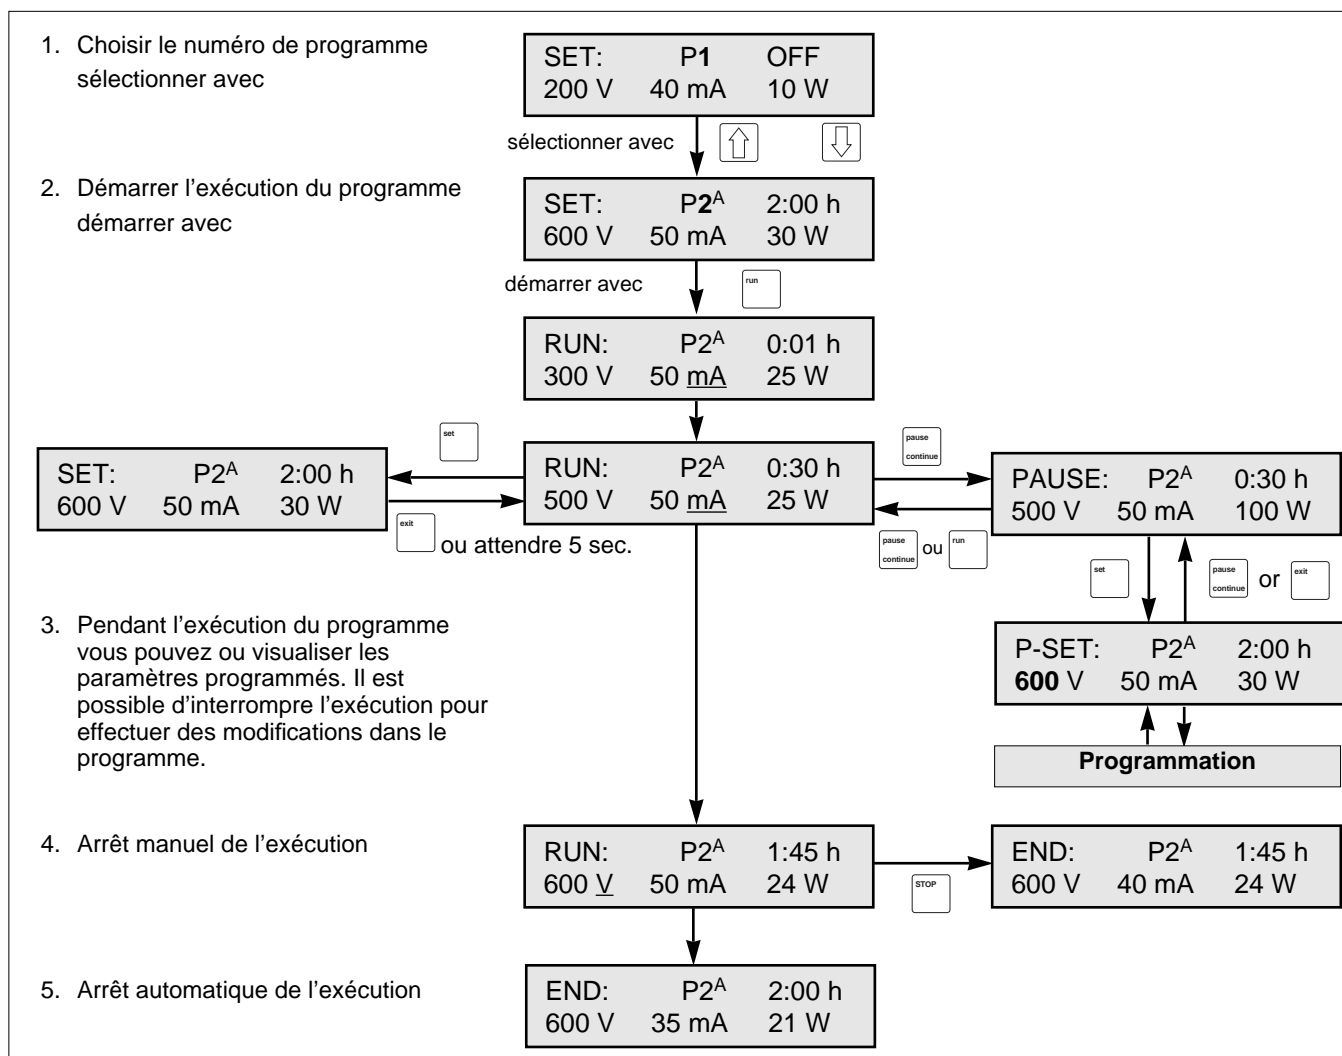 1. Choisir le numéro de programme
sélectionner avec
SET: P1 OFF
200 V 40 mA 10 W
sélectionner avec
2. Démarrer l'exécution du programme
démarrer avec
SET: P2ᴬ 2:00 h
600 V 50 mA 30 W
démarrer avec
run
RUN: P2ᴬ 0:01 h
300 V 50 mA 25 W
set
pause
continue
SET: P2ᴬ 2:00 h
600 V 50 mA 30 W
RUN: P2ᴬ 0:30 h
500 V 50 mA 25 W
PAUSE: P2ᴬ 0:30 h
500 V 50 mA 100 W
exit
ou attendre 5 sec.
pause
continue
ou
run
set
pause
continue
or
exit
3. Pendant l'exécution du programme
vous pouvez ou visualiser les
paramètres programmés. Il est
possible d'interrompre l'exécution pour
effectuer des modifications dans le
programme.
P-SET: P2ᴬ 2:00 h
600 V 50 mA 30 W
Programmation
4. Arrêt manuel de l'exécution
RUN: P2ᴬ 1:45 h
600 V 50 mA 24 W
STOP
END: P2ᴬ 1:45 h
600 V 40 mA 24 W
5. Arrêt automatique de l'exécution
END: P2ᴬ 2:00 h
600 V 35 mA 21 W